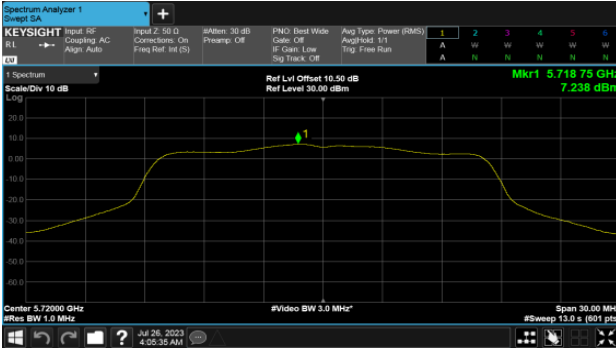 Spectrum Analyzer 1
Swept SA
KEYSIGHT
RL
Input: RF
Coupling: AC
Align: Auto
Input Z: 50 Ω
Corrections: On
Freq Ref: Int (S)
#Atten: 30 dB
Preamp: Off
PNO: Best Wide
Gate: Off
IF Gain: Low
Sig Track: Off
Avg Type: Power (RMS)
Avg|Hold: 1/1
Trig: Free Run
1 2 3 4 5 6
A W W W W W
A N N N N N
1 Spectrum
Scale/Div 10 dB
Log
Ref Lvl Offset 10.50 dB
Ref Level 30.00 dBm
Mkr1 5.718 75 GHz
7.238 dBm
1
20.0
10.0
0.00
-10.0
-20.0
-30.0
-40.0
-50.0
-60.0
Center 5.72000 GHz
#Res BW 1.0 MHz
#Video BW 3.0 MHz*
Span 30.00 MHz
#Sweep 13.0 s (601 pts)
?
Jul 26, 2023
4:05:35 AM